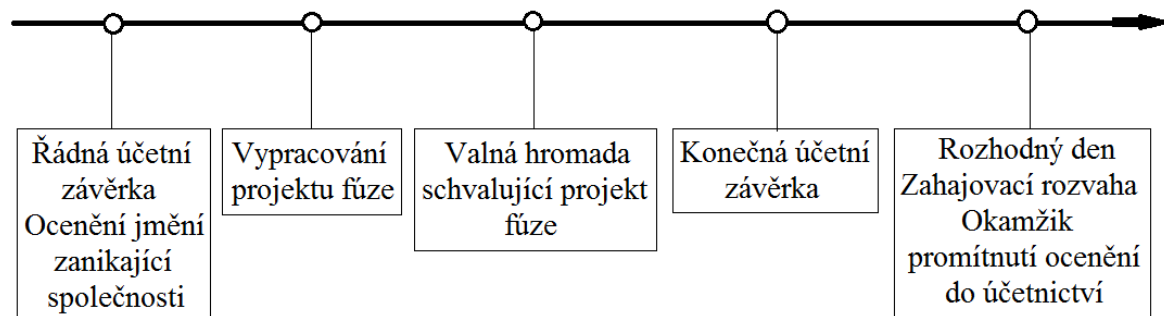 Řádná účetní
závěrka
Ocenění jmění
zanikající
společnosti
Vypracování
projektu fúze
Valná hromada
schvalující projekt
fúze
Konečná účetní
závěrka
Rozhodný den
Zahajovací rozvaha
Okamžik
promítnutí ocenění
do účetnictví